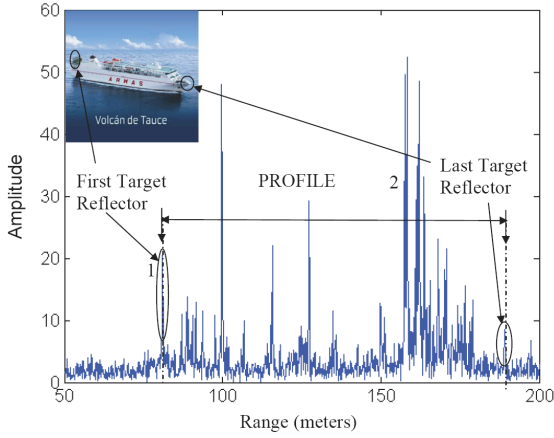 60
50
40
30
20
10
0
Amplitude
ARMAS
Volcán de Tauce
First Target
Reflector
PROFILE
2
Last Target
Reflector
1
50
100
150
200
Range (meters)